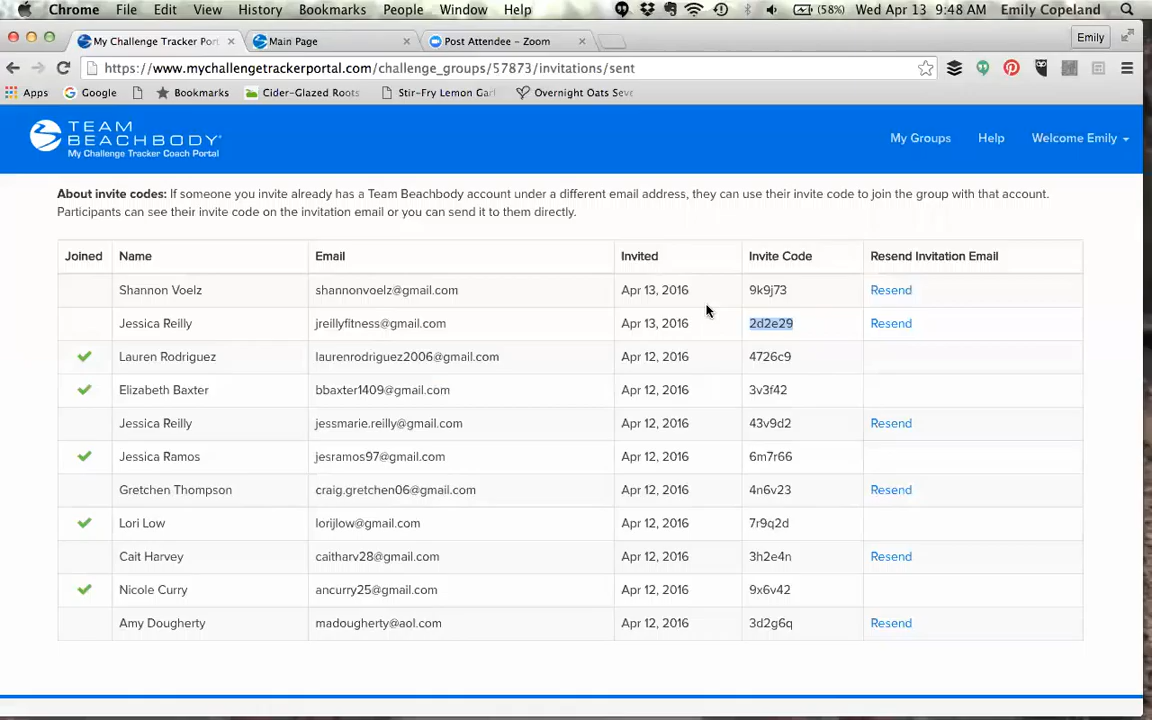 Chrome File Edit View History Bookmarks People Window Help (58%) Wed Apr 13 9:48 AM Emily Copeland
My Challenge Tracker Por Main Page Post Attendee – Zoom Emily
https://www.mychallengetrackerportal.com/challenge_groups/57873/invitations/sent
Apps Google Bookmarks Cider-Glazed Roots Stir-Fry Lemon Garl Overnight Oats Seve
TEAM
BEACHBODY
My Challenge Tracker Coach Portal
My Groups Help Welcome Emily
About invite codes: If someone you invite already has a Team Beachbody account under a different email address, they can use their invite code to join the group with that account.
Participants can see their invite code on the invitation email or you can send it to them directly.
Joined Name Email Invited Invite Code Resend Invitation Email
Shannon Voelz shannonvoelz@gmail.com Apr 13, 2016 9k9j73 Resend
Jessica Reilly jreillyfitness@gmail.com Apr 13, 2016 2d2e29 Resend
Lauren Rodriguez laurenrodriguez2006@gmail.com Apr 12, 2016 4726c9
Elizabeth Baxter bbaxter1409@gmail.com Apr 12, 2016 3v3f42
Jessica Reilly jessmarie.reilly@gmail.com Apr 12, 2016 43v9d2 Resend
Jessica Ramos jesramos97@gmail.com Apr 12, 2016 6m7r66
Gretchen Thompson craig.gretchen06@gmail.com Apr 12, 2016 4n6v23 Resend
Lori Low lorijlow@gmail.com Apr 12, 2016 7r9q2d
Cait Harvey caitharv28@gmail.com Apr 12, 2016 3h2e4n Resend
Nicole Curry ancurry25@gmail.com Apr 12, 2016 9x6v42
Amy Dougherty madougherty@aol.com Apr 12, 2016 3d2g6q Resend